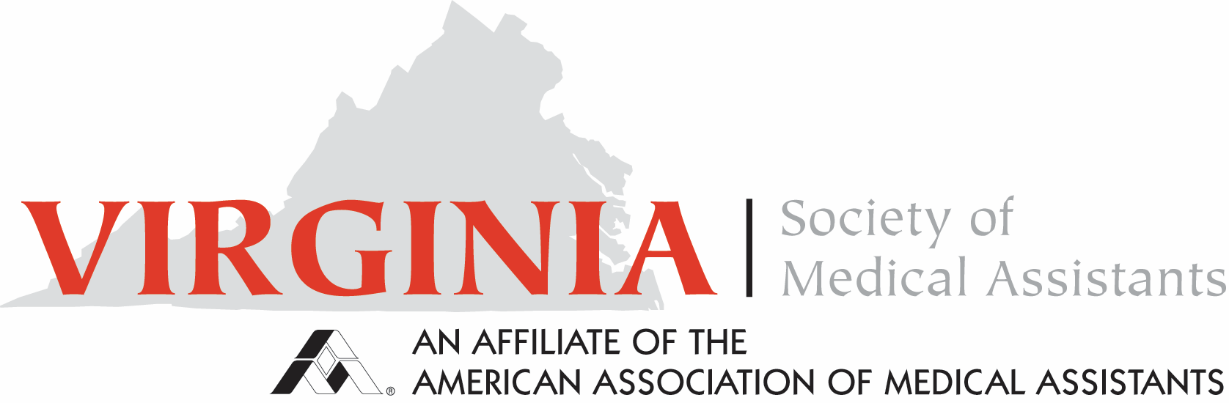 VIRGINIA
Society of
Medical Assistants
AN AFFILIATE OF THE
AMERICAN ASSOCIATION OF MEDICAL ASSISTANTS
®